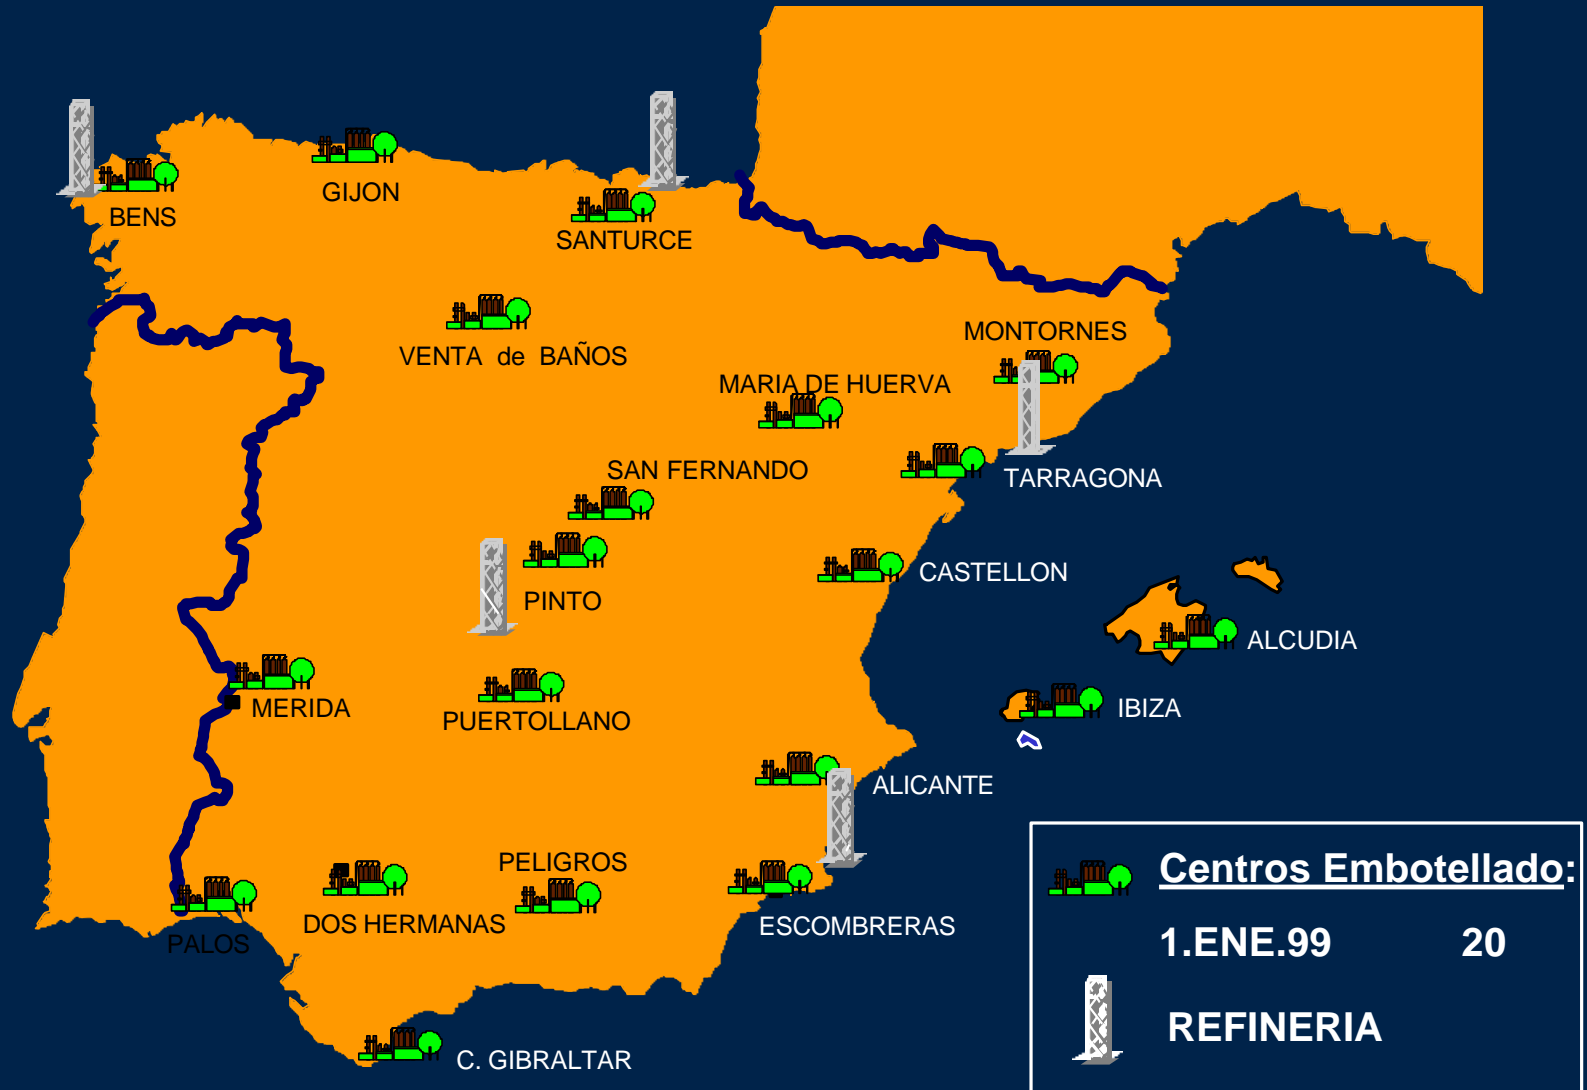 GIJON
BENS
SANTURCE
MONTORNES
VENTA de BAÑOS
MARIA DE HUERVA
SAN FERNANDO
TARRAGONA
CASTELLON
PINTO
ALCUDIA
MERIDA
IBIZA
PUERTOLLANO
ALICANTE
PELIGROS
DOS HERMANAS
ESCOMBRERAS
PALOS
C. GIBRALTAR
Centros Embotellado:
1.ENE.99 20
REFINERIA